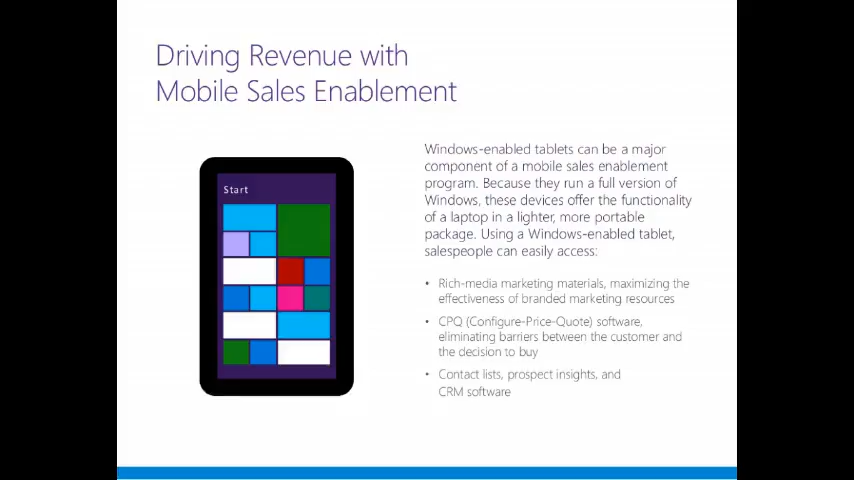 Driving Revenue with
Mobile Sales Enablement
Start
Windows-enabled tablets can be a major
component of a mobile sales enablement
program. Because they run a full version of
Windows, these devices offer the functionality
of a laptop in a lighter, more portable
package. Using a Windows-enabled tablet,
salespeople can easily access:
• Rich-media marketing materials, maximizing the
effectiveness of branded marketing resources
• CPQ (Configure-Price-Quote) software,
eliminating barriers between the customer and
the decision to buy
• Contact lists, prospect insights, and
CRM software